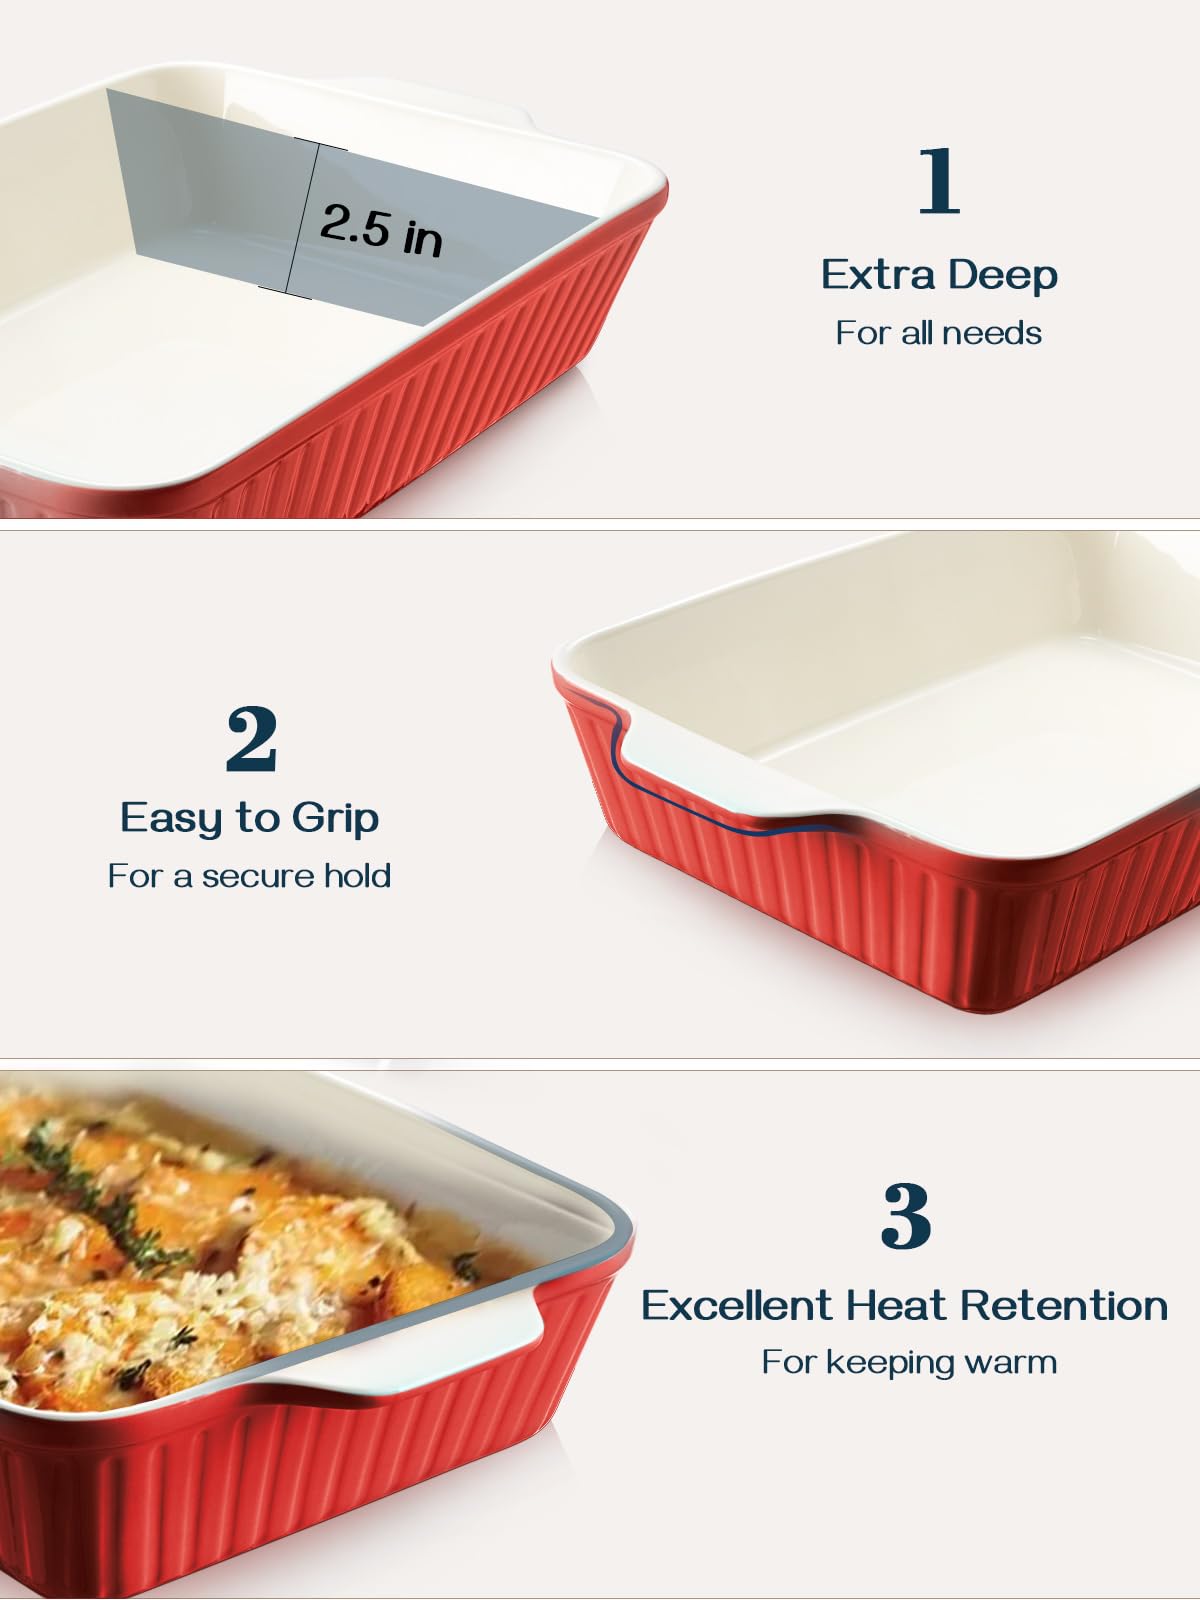 2.5 in
1
Extra Deep
For all needs
2
Easy to Grip
For a secure hold
3
Excellent Heat Retention
For keeping warm